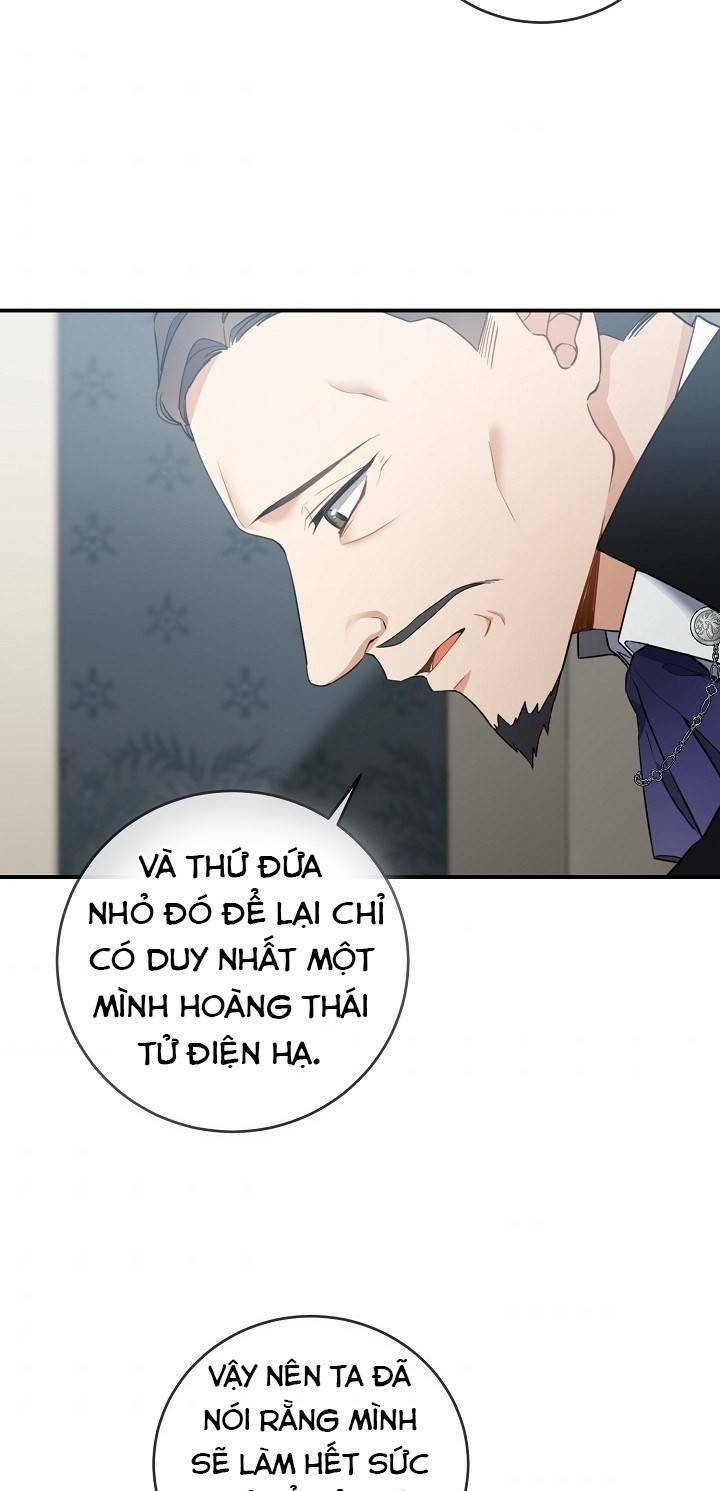 VÀ THỨ ĐỨA
NHỎ ĐÓ ĐỂ LẠI CHỈ
CÓ DUY NHẤT MỘT
MÌNH HOÀNG THÁI
TỬ ĐIỆN HẠ.
VẬY NÊN TA ĐÃ
NÓI RẰNG MÌNH
SẼ LÀM HẾT SỨC